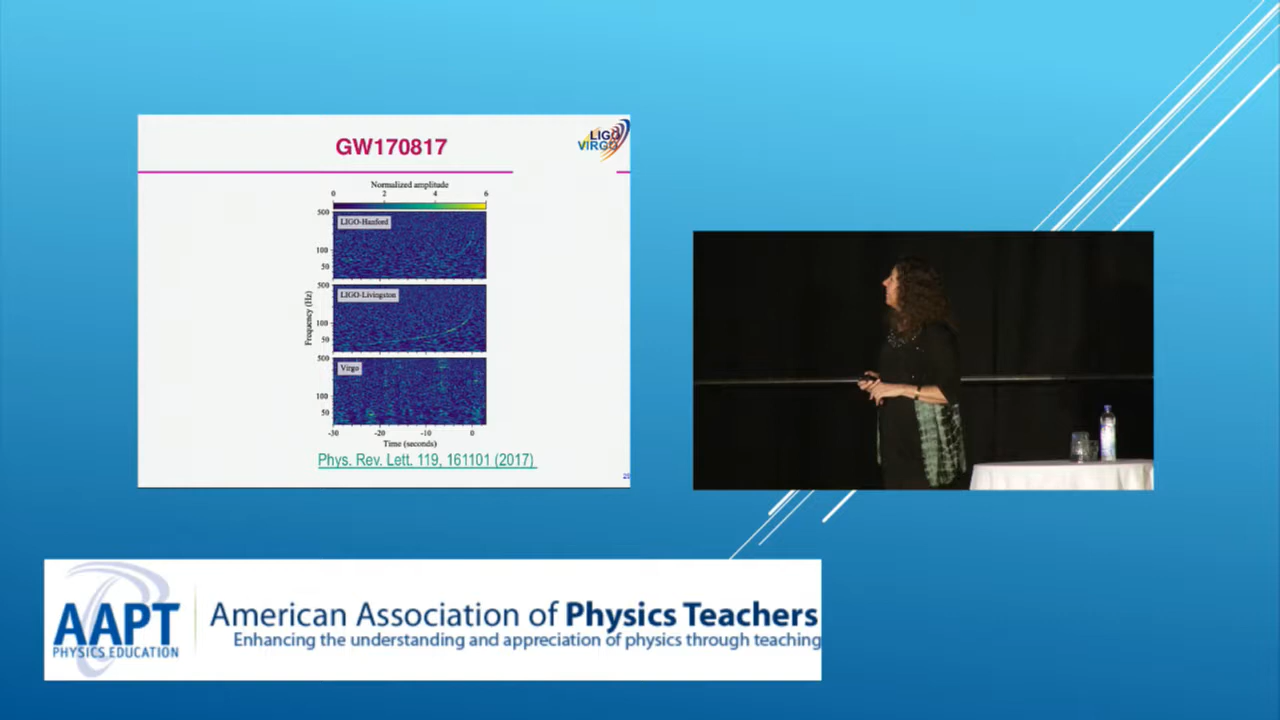 GW170817
LIGO
VIRGO
Normalized amplitude
0 2 4 6
500
LIGO-Hanford
100
50
500
LIGO-Livingston
100
50
Frequency (Hz)
500
Virgo
100
50
-30 -20 -10 0
Time (seconds)
Phys. Rev. Lett. 119, 161101 (2017)
AAPT
PHYSICS EDUCATION
American Association of Physics Teachers
Enhancing the understanding and appreciation of physics through teaching